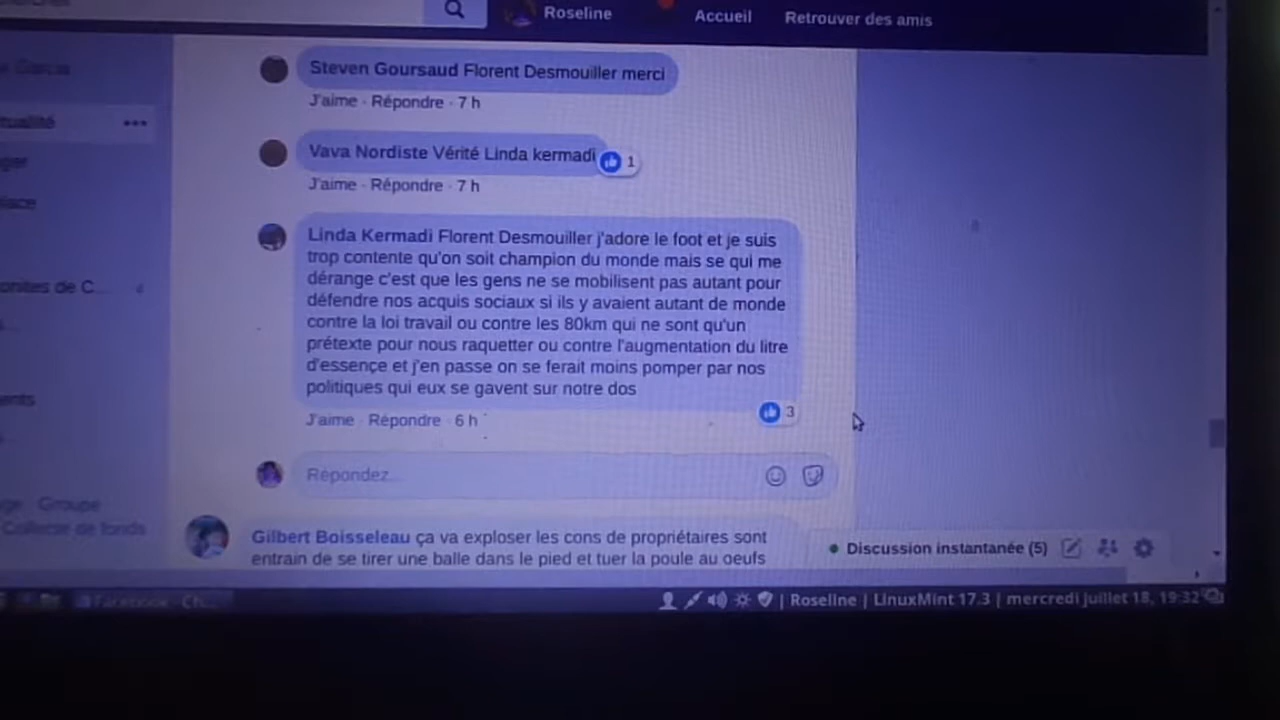 Roseline Accueil Retrouver des amis
Steven Goursaud Florent Desmouiller merci
J'aime · Répondre · 7 h
Vava Nordiste Vérité Linda kermadi
1
J'aime · Répondre · 7 h
Linda Kermadi Florent Desmouiller j'adore le foot et je suis
trop contente qu'on soit champion du monde mais se qui me
dérange c'est que les gens ne se mobilisent pas autant pour
défendre nos acquis sociaux si ils y avaient autant de monde
contre la loi travail ou contre les 80km qui ne sont qu'un
prétexte pour nous raquetter ou contre l'augmentation du litre
d'essence et j'en passe on se ferait moins pomper par nos
politiques qui eux se gavent sur notre dos
3
J'aime · Répondre · 6 h
Répondez...
Groupe
Collecte de fonds
Gilbert Boisseleau ça va exploser les cons de propriétaires sont
entrain de se tirer une balle dans le pied et tuer la poule au oeufs
Discussion instantanée (5)
Facebook - Ch...
| Roseline | LinuxMint 17.3 | mercredi juillet 18, 19:32